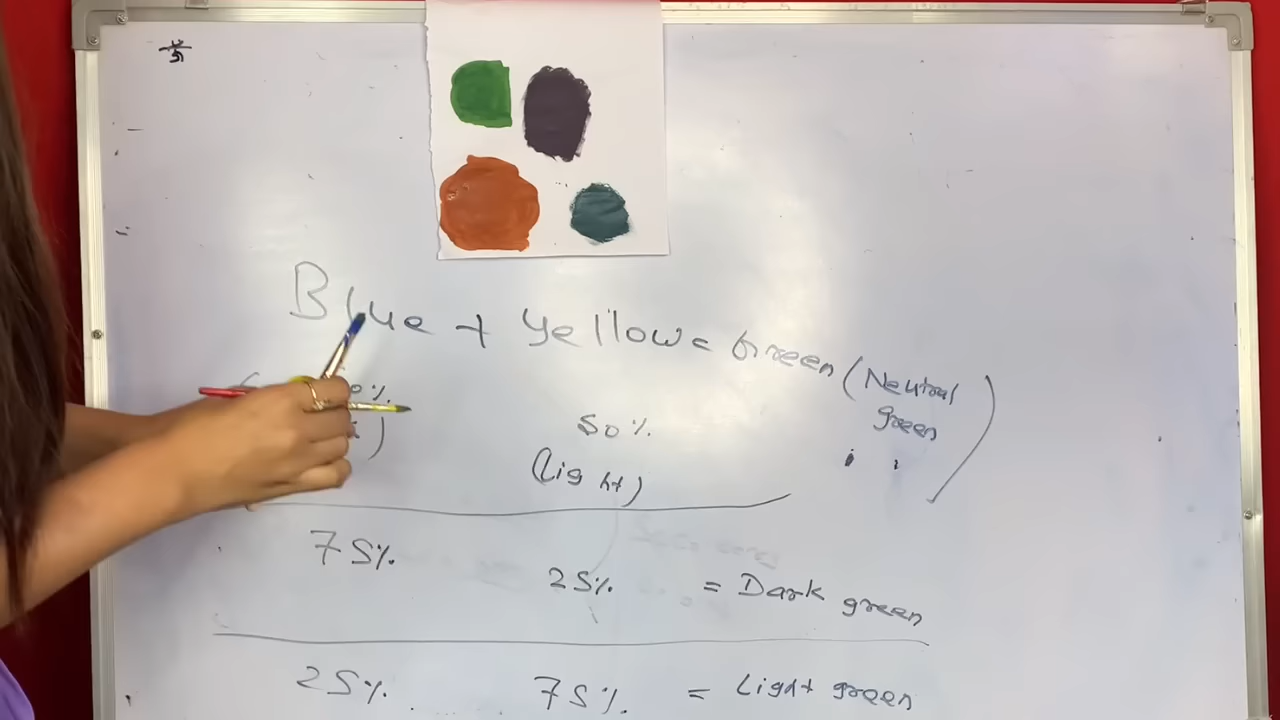 Blue + Yellow = Green (Neutral green)
50%
(Light)
75% 25% = Dark green
25% 75% = Light green